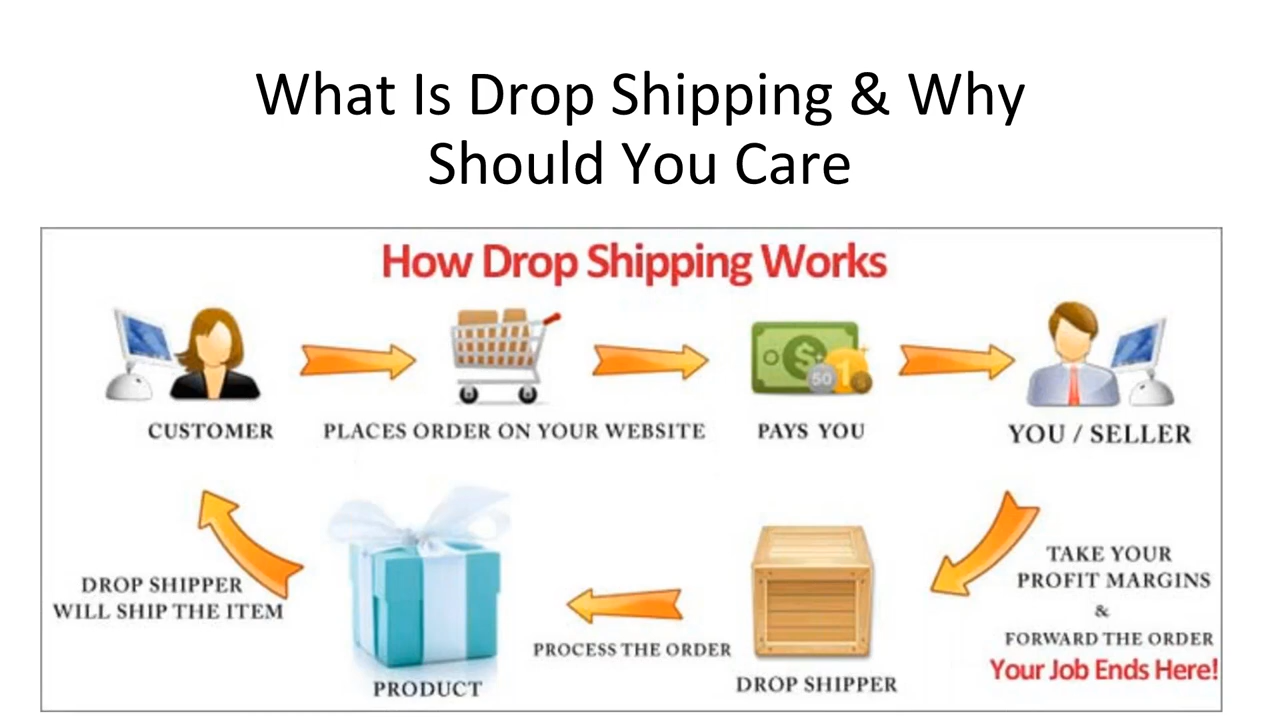 What Is Drop Shipping & Why
Should You Care
How Drop Shipping Works
CUSTOMER
PLACES ORDER ON YOUR WEBSITE
PAYS YOU
YOU / SELLER
TAKE YOUR
PROFIT MARGINS
&
FORWARD THE ORDER
Your Job Ends Here!
DROP SHIPPER
PROCESS THE ORDER
PRODUCT
DROP SHIPPER
WILL SHIP THE ITEM
$
50
1